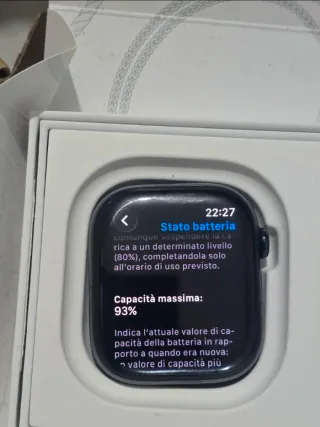 22:27
Stato batteria
comunque sospendere la ca-
rica a un determinato livello
(80%), completandola solo
all'orario di uso previsto.
Capacità massima:
93%
Indica l'attuale valore di ca-
pacità della batteria in rap-
porto a quando era nuova:
un valore di capacità più